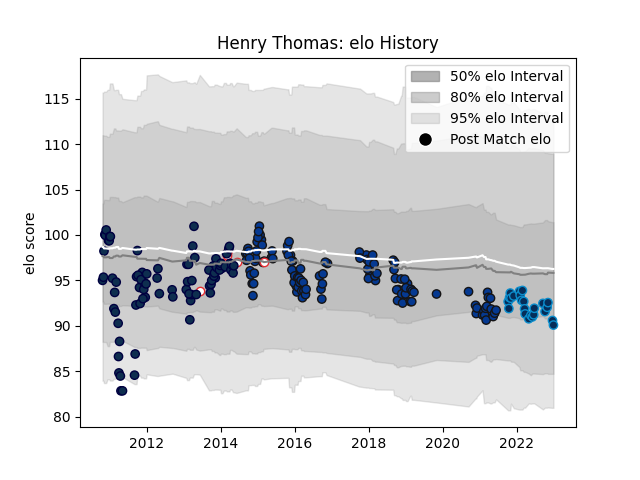 Henry Thomas: elo History
50% elo Interval
80% elo Interval
95% elo Interval
Post Match elo
elo score
115
110
105
100
95
90
85
80
2012
2014
2016
2018
2020
2022